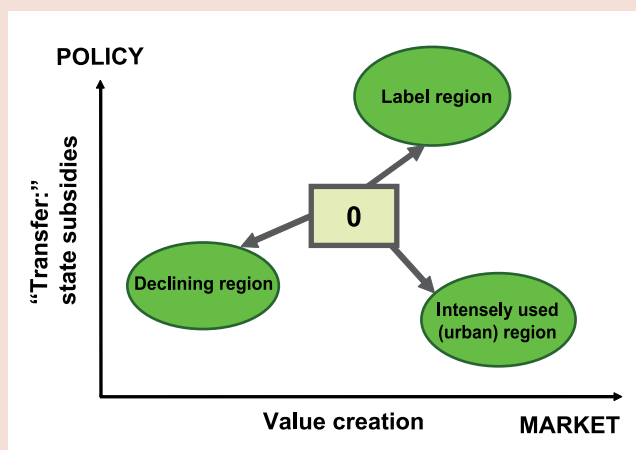 POLICY
“Transfer:”
state subsidies
Label region
0
Declining region
Intensely used
(urban) region
Value creation
MARKET